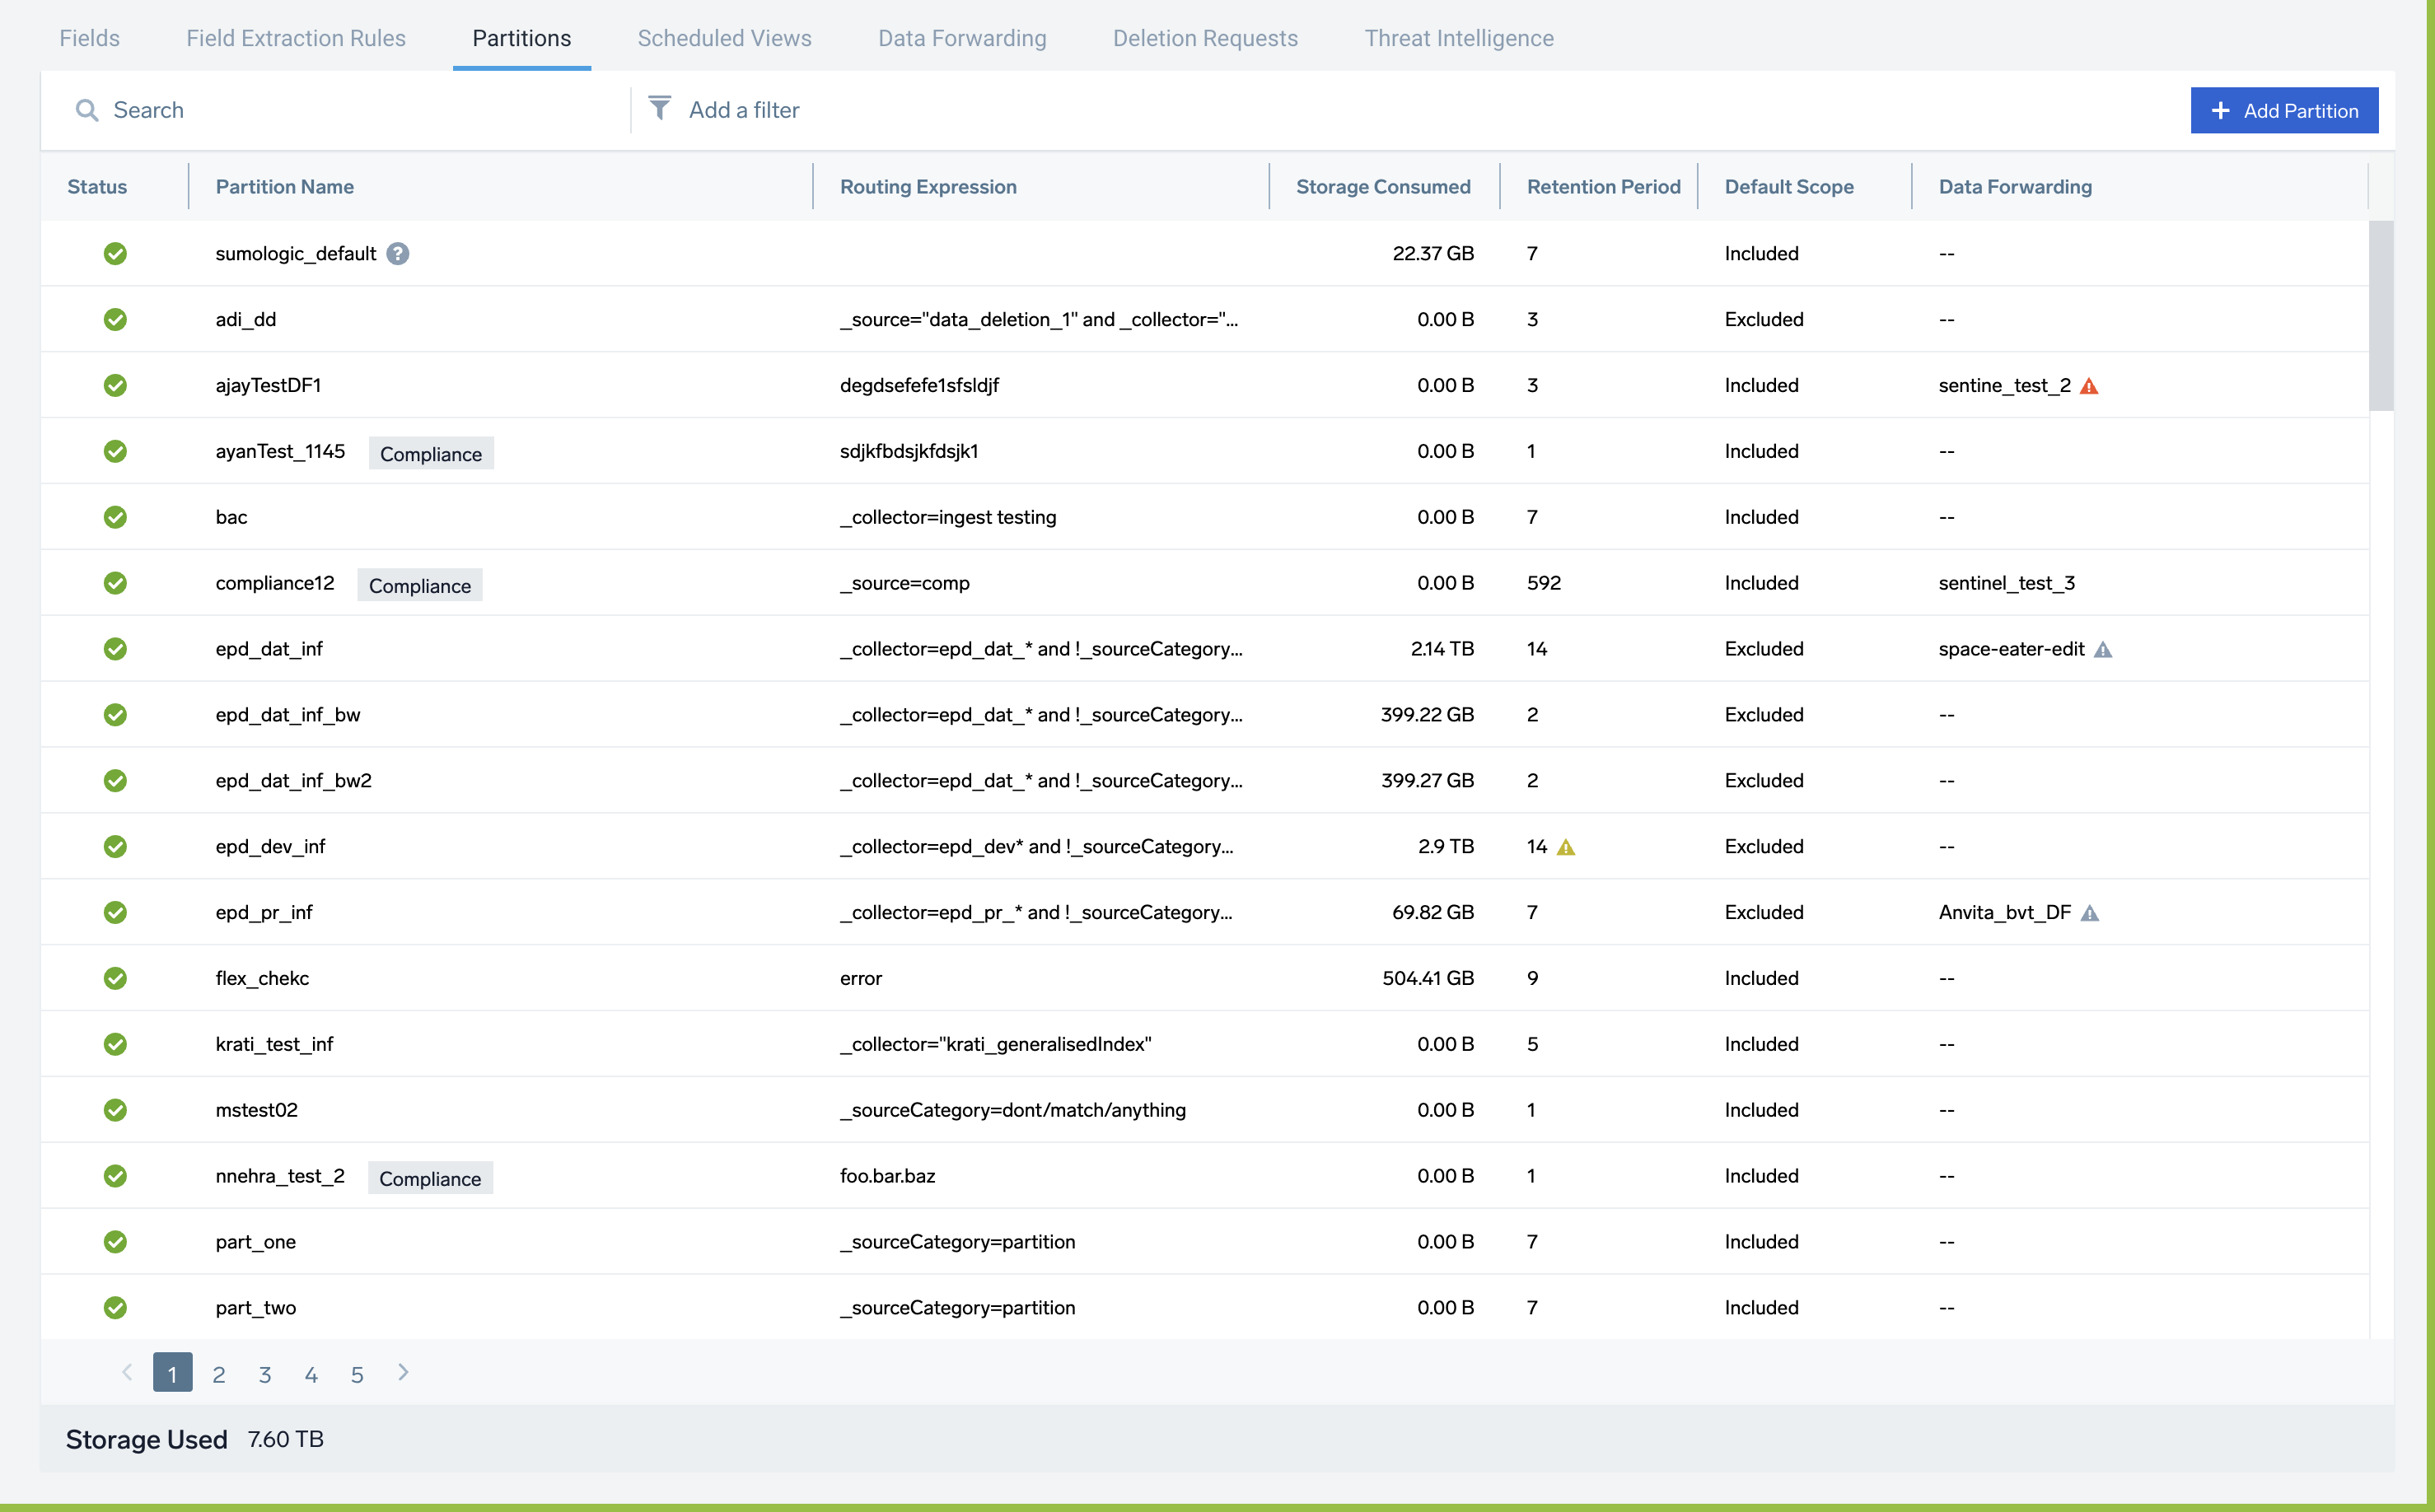 Fields Field Extraction Rules Partitions Scheduled Views Data Forwarding Deletion Requests Threat Intelligence
Search Add a filter + Add Partition
Status Partition Name Routing Expression Storage Consumed Retention Period Default Scope Data Forwarding
sumologic_default ? 22.37 GB 7 Included --
adi_dd _source="data_deletion_1" and _collector="... 0.00 B 3 Excluded --
ajayTestDF1 degdsefefe1sfsldjf 0.00 B 3 Included sentine_test_2
ayanTest_1145 Compliance sdjkfbdsjkfdsjk1 0.00 B 1 Included --
bac _collector=ingest testing 0.00 B 7 Included --
compliance12 Compliance _source=comp 0.00 B 592 Included sentinel_test_3
epd_dat_inf _collector=epd_dat_* and !_sourceCategory... 2.14 TB 14 Excluded space-eater-edit
epd_dat_inf_bw _collector=epd_dat_* and !_sourceCategory... 399.22 GB 2 Excluded --
epd_dat_inf_bw2 _collector=epd_dat_* and !_sourceCategory... 399.27 GB 2 Excluded --
epd_dev_inf _collector=epd_dev* and !_sourceCategory... 2.9 TB 14 Excluded --
epd_pr_inf _collector=epd_pr_* and !_sourceCategory... 69.82 GB 7 Excluded Anvita_bvt_DF
flex_chekc error 504.41 GB 9 Included --
krati_test_inf _collector="krati_generalisedIndex" 0.00 B 5 Included --
mstest02 _sourceCategory=dont/match/anything 0.00 B 1 Included --
nnehra_test_2 Compliance foo.bar.baz 0.00 B 1 Included --
part_one _sourceCategory=partition 0.00 B 7 Included --
part_two _sourceCategory=partition 0.00 B 7 Included --
1 2 3 4 5
Storage Used 7.60 TB